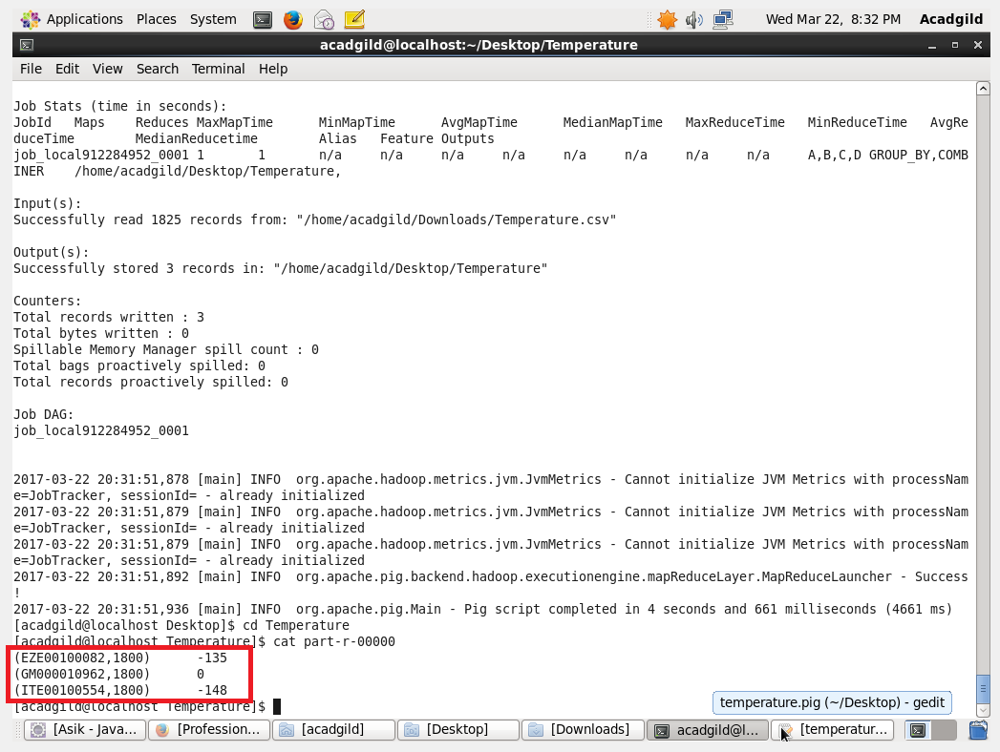 Applications Places System Wed Mar 22, 8:32 PM Acadgild
acadgild@localhost:~/Desktop/Temperature
File Edit View Search Terminal Help
Job Stats (time in seconds):
JobId Maps Reduces MaxMapTime MinMapTime AvgMapTime MedianMapTime MaxReduceTime MinReduceTime AvgRe
duceTime MedianReducetime Alias Feature Outputs
job_local912284952_0001 1 1 n/a n/a n/a n/a n/a n/a n/a n/a A,B,C,D GROUP_BY,COMB
INER /home/acadgild/Desktop/Temperature,
Input(s):
Successfully read 1825 records from: "/home/acadgild/Downloads/Temperature.csv"
Output(s):
Successfully stored 3 records in: "/home/acadgild/Desktop/Temperature"
Counters:
Total records written : 3
Total bytes written : 0
Spillable Memory Manager spill count : 0
Total bags proactively spilled: 0
Total records proactively spilled: 0
Job DAG:
job_local912284952_0001
2017-03-22 20:31:51,878 [main] INFO org.apache.hadoop.metrics.jvm.JvmMetrics - Cannot initialize JVM Metrics with processNam
e=JobTracker, sessionId= - already initialized
2017-03-22 20:31:51,879 [main] INFO org.apache.hadoop.metrics.jvm.JvmMetrics - Cannot initialize JVM Metrics with processNam
e=JobTracker, sessionId= - already initialized
2017-03-22 20:31:51,879 [main] INFO org.apache.hadoop.metrics.jvm.JvmMetrics - Cannot initialize JVM Metrics with processNam
e=JobTracker, sessionId= - already initialized
2017-03-22 20:31:51,892 [main] INFO org.apache.pig.backend.hadoop.executionengine.mapReduceLayer.MapReduceLauncher - Success
!
2017-03-22 20:31:51,936 [main] INFO org.apache.pig.Main - Pig script completed in 4 seconds and 661 milliseconds (4661 ms)
[acadgild@localhost Desktop]$ cd Temperature
[acadgild@localhost Temperature]$ cat part-r-00000
(EZE00100082,1800) -135
(GM000010962,1800) 0
(ITE00100554,1800) -148
[acadgild@localhost Temperature]$
temperature.pig (~/Desktop) - gedit
[Asik - Java... [Profession... [acadgild] [Desktop] [Downloads] acadgild@l... [temperatur...